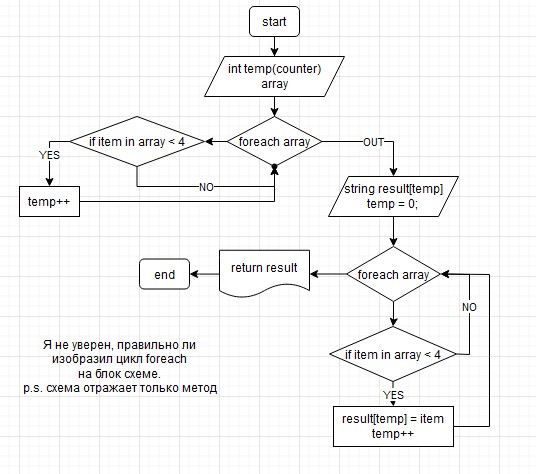 start
int temp(counter)
array
if item in array < 4
foreach array
OUT
YES
NO
temp++
string result[temp]
temp = 0;
end
return result
foreach array
NO
if item in array < 4
YES
result[temp] = item
temp++
Я не уверен, правильно ли
изобразил цикл foreach
на блок схеме.
p.s. схема отражает только метод